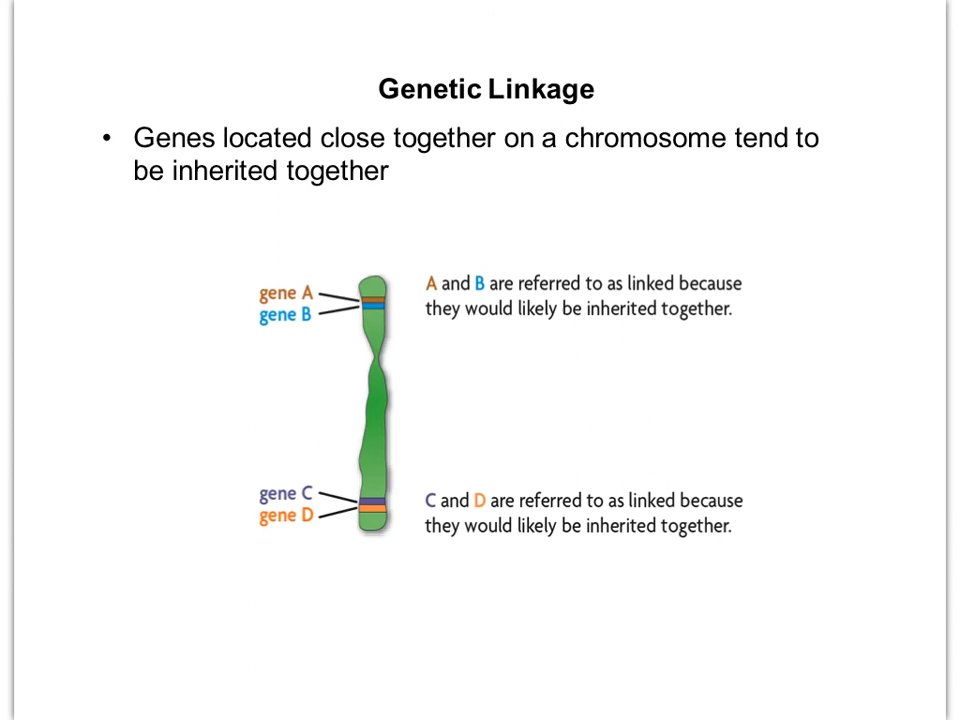 Genetic Linkage
• Genes located close together on a chromosome tend to
be inherited together
gene A
gene B
A and B are referred to as linked because
they would likely be inherited together.
gene C
gene D
C and D are referred to as linked because
they would likely be inherited together.